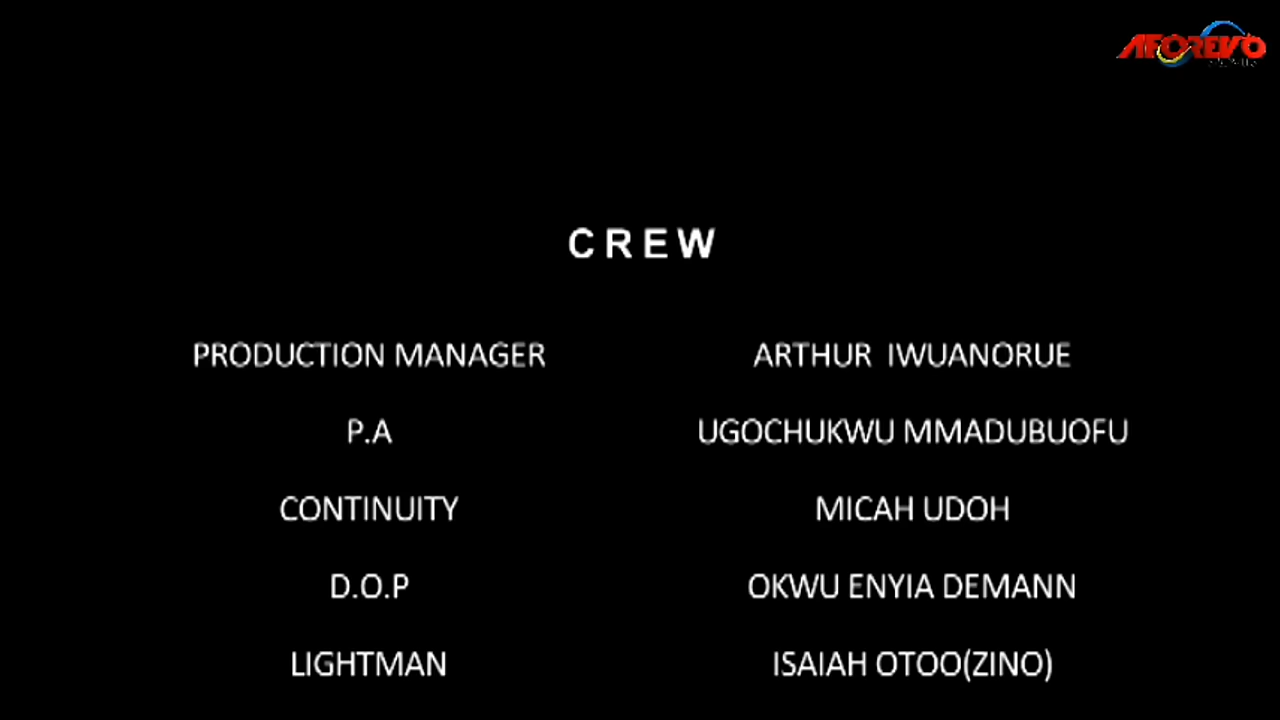 AFOREVO
CREW
PRODUCTION MANAGER ARTHUR IWUANORUE
P.A UGOCHUKWU MMADUBUOFU
CONTINUITY MICAH UDOH
D.O.P OKWU ENYIA DEMANN
LIGHTMAN ISAIAH OTOO(ZINO)